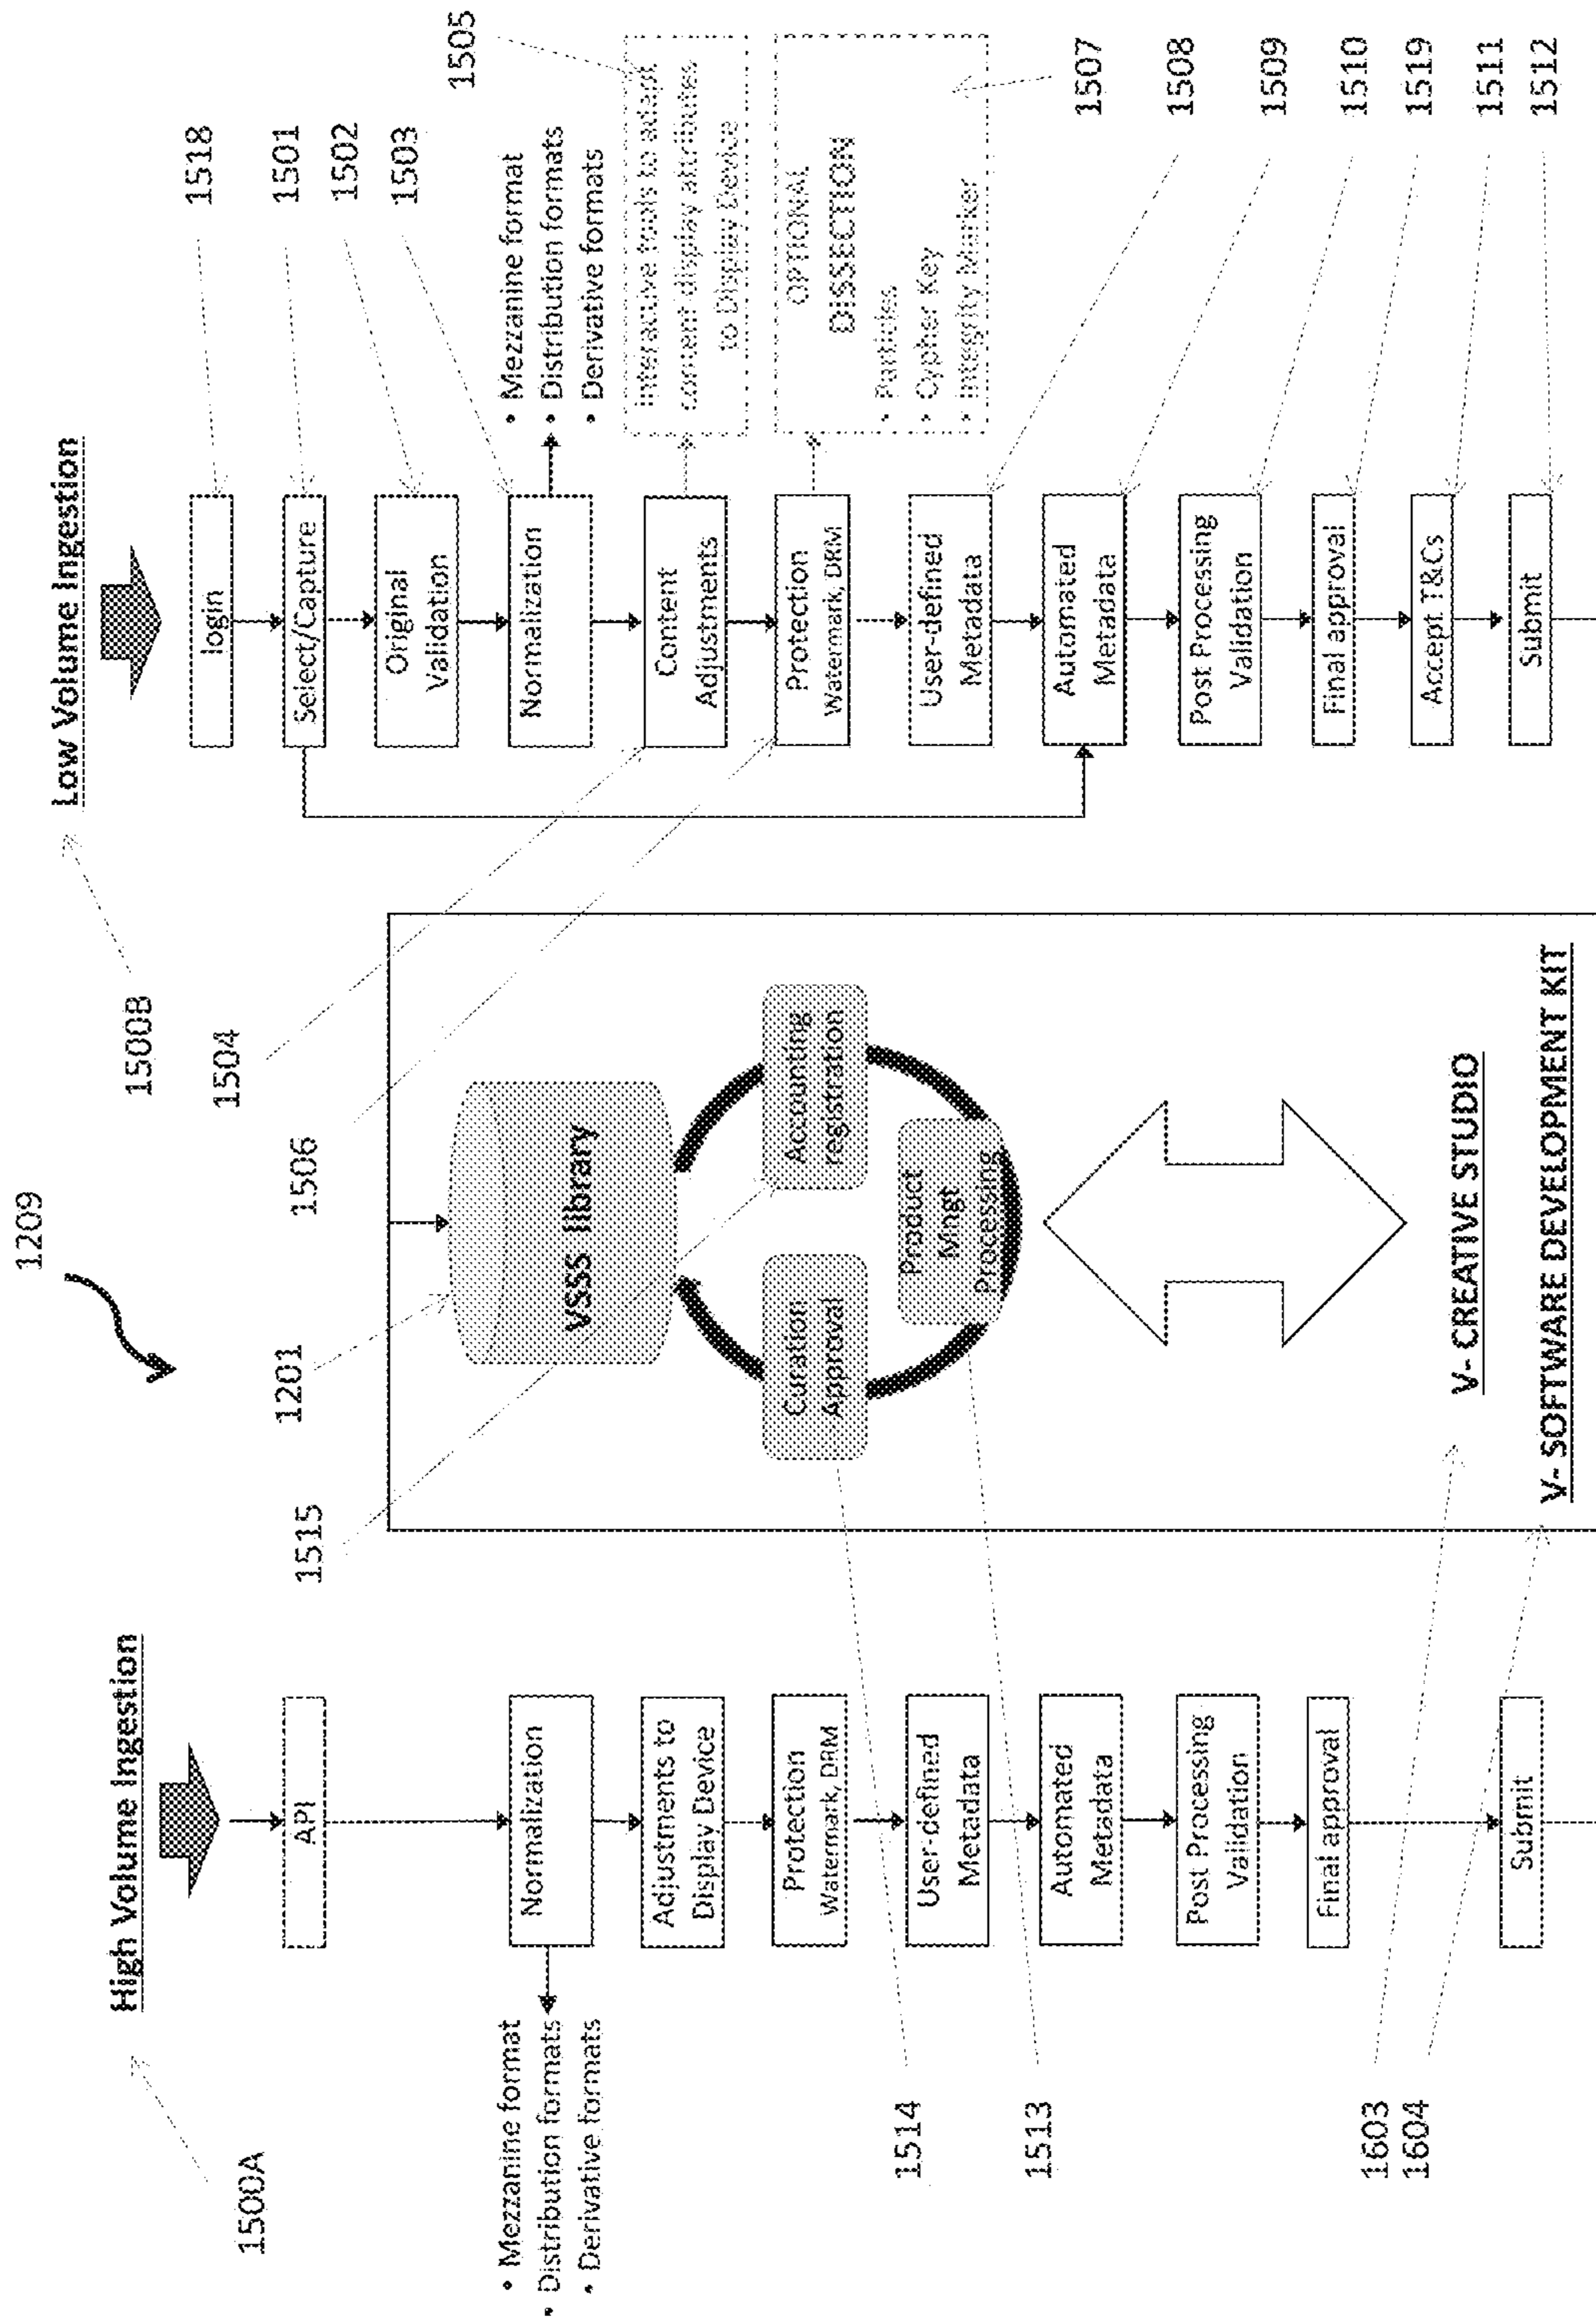 1209
1500A
High Volume Ingestion
API
Normalization
• Mezzanine format
• Distribution formats
• Derivative formats
Adjustments to
Display Device
Protection
Watermark, DRM
User-defined
Metadata
Automated
Metadata
Post Processing
Validation
Final approval
Submit
1514
1513
1603
1604
1515
1201
1506
1504
1500B
VSSS library
Curation
Approval
Accounting
registration
Product
Mngt
Processing
V- CREATIVE STUDIO
V- SOFTWARE DEVELOPMENT KIT
Low Volume Ingestion
login
Select/Capture
Original
Validation
Normalization
• Mezzanine format
• Distribution formats
• Derivative formats
Content
Adjustments
Interactive tools to adapt
content display attributes
to Display Device
Protection
Watermark, DRM
OPTIONAL
DISSECTION
• Particles
• Cypher Key
• Integrity Marker
User-defined
Metadata
Automated
Metadata
Post Processing
Validation
Final approval
Accept T&Cs
Submit
1518
1501
1502
1503
1505
1507
1508
1509
1510
1519
1511
1512